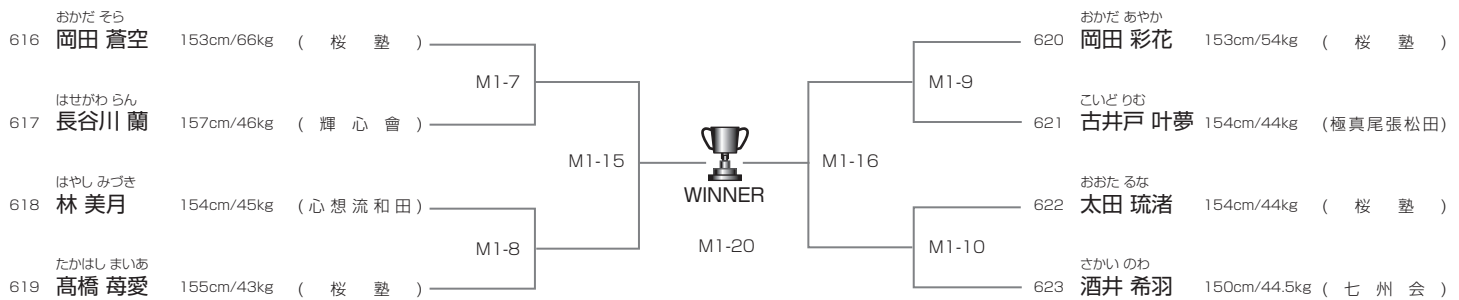 おかだ そら
616 岡田 蒼空 153cm/66kg ( 桜 塾 )
M1-7
はせがわ らん
617 長谷川 蘭 157cm/46kg ( 輝 心 會 )
M1-15
はやし みづき
618 林 美月 154cm/45kg (心想流和田)
M1-8
たかはし まいあ
619 髙橋 苺愛 155cm/43kg ( 桜 塾 )
WINNER
M1-20
おかだ あやか
620 岡田 彩花 153cm/54kg ( 桜 塾 )
M1-9
こいど りむ
621 古井戸 叶夢 154cm/44kg (極真尾張松田)
M1-16
おおた るな
622 太田 琉渚 154cm/44kg ( 桜 塾 )
M1-10
さかい のわ
623 酒井 希羽 150cm/44.5kg ( 七 州 会 )